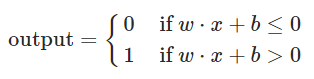 output = { 0 if w · x + b ≤ 0
1 if w · x + b > 0